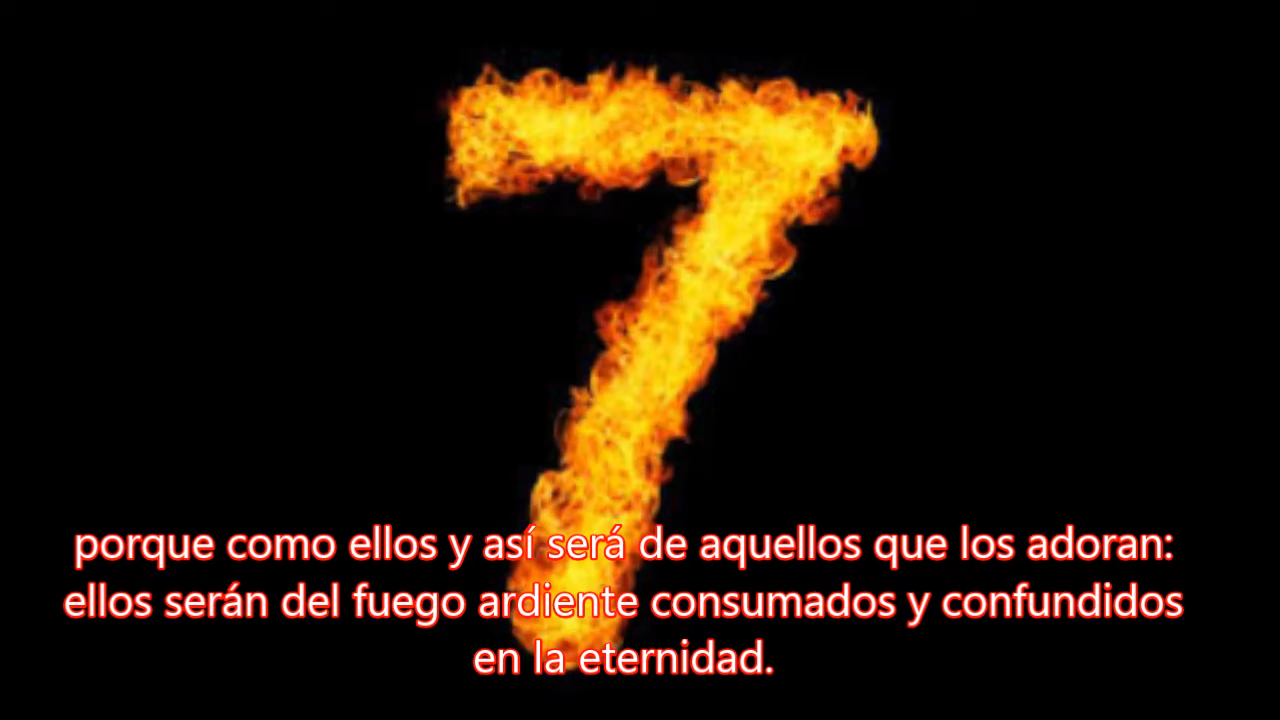 7
porque como ellos y así será de aquellos que los adoran:
ellos serán del fuego ardiente consumados y confundidos
en la eternidad.